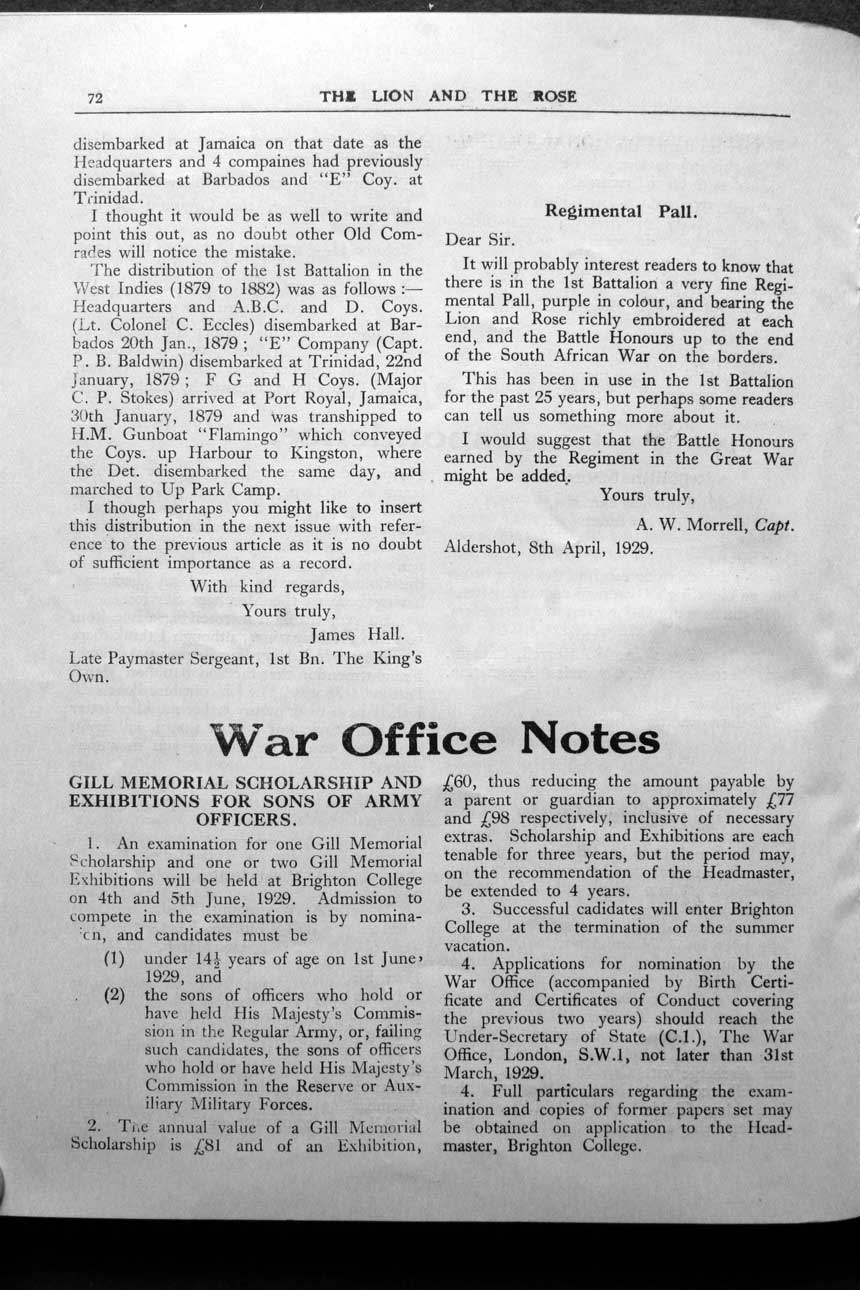 72
THE LION AND THE ROSE
disembarked at Jamaica on that date as the
Headquarters and 4 compaines had previously
disembarked at Barbados and "E" Coy. at
Trinidad.
I thought it would be as well to write and
point this out, as no doubt other Old Com-
rades will notice the mistake.
The distribution of the 1st Battalion in the
West Indies (1879 to 1882) was as follows :—
Headquarters and A.B.C. and D. Coys.
(Lt. Colonel C. Eccles) disembarked at Bar-
bados 20th Jan., 1879 ; "E" Company (Capt.
P. B. Baldwin) disembarked at Trinidad, 22nd
January, 1879 ; F G and H Coys. (Major
C. P. Stokes) arrived at Port Royal, Jamaica,
30th January, 1879 and was transhipped to
H.M. Gunboat "Flamingo" which conveyed
the Coys. up Harbour to Kingston, where
the Det. disembarked the same day, and
marched to Up Park Camp.
I though perhaps you might like to insert
this distribution in the next issue with refer-
ence to the previous article as it is no doubt
of sufficient importance as a record.
With kind regards,
Yours truly,
James Hall.
Late Paymaster Sergeant, 1st Bn. The King's
Own.
Regimental Pall.
Dear Sir.
It will probably interest readers to know that
there is in the 1st Battalion a very fine Regi-
mental Pall, purple in colour, and bearing the
Lion and Rose richly embroidered at each
end, and the Battle Honours up to the end
of the South African War on the borders.
This has been in use in the 1st Battalion
for the past 25 years, but perhaps some readers
can tell us something more about it.
I would suggest that the Battle Honours
earned by the Regiment in the Great War
might be added.
Yours truly,
A. W. Morrell, Capt.
Aldershot, 8th April, 1929.
War Office Notes
GILL MEMORIAL SCHOLARSHIP AND
EXHIBITIONS FOR SONS OF ARMY
OFFICERS.
1. An examination for one Gill Memorial
Scholarship and one or two Gill Memorial
Exhibitions will be held at Brighton College
on 4th and 5th June, 1929. Admission to
compete in the examination is by nomina-
ion, and candidates must be
(1) under 14½ years of age on 1st June,
1929, and
(2) the sons of officers who hold or
have held His Majesty's Commis-
sion in the Regular Army, or, failing
such candidates, the sons of officers
who hold or have held His Majesty's
Commission in the Reserve or Aux-
iliary Military Forces.
2. The annual value of a Gill Memorial
Scholarship is £81 and of an Exhibition,
£60, thus reducing the amount payable by
a parent or guardian to approximately £77
and £98 respectively, inclusive of necessary
extras. Scholarship and Exhibitions are each
tenable for three years, but the period may,
on the recommendation of the Headmaster,
be extended to 4 years.
3. Successful cadidates will enter Brighton
College at the termination of the summer
vacation.
4. Applications for nomination by the
War Office (accompanied by Birth Certi-
ficate and Certificates of Conduct covering
the previous two years) should reach the
Under-Secretary of State (C.1.), The War
Office, London, S.W.1, not later than 31st
March, 1929.
4. Full particulars regarding the exam-
ination and copies of former papers set may
be obtained on application to the Head-
master, Brighton College.